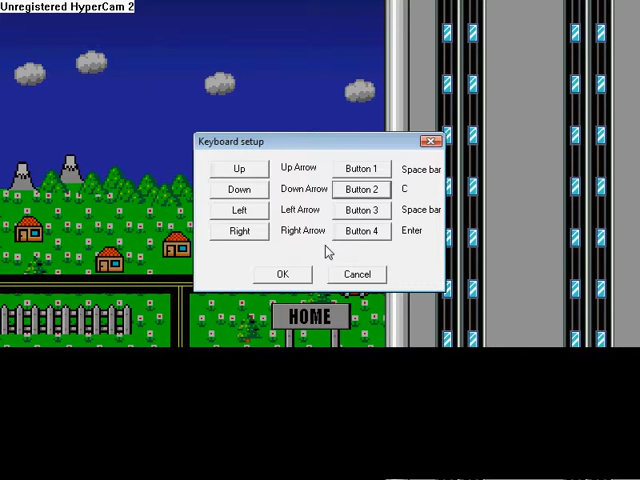 Unregistered HyperCam 2
Keyboard setup
Up Up Arrow Button 1 Space bar
Down Down Arrow Button 2 C
Left Left Arrow Button 3 Space bar
Right Right Arrow Button 4 Enter
OK Cancel
HOME